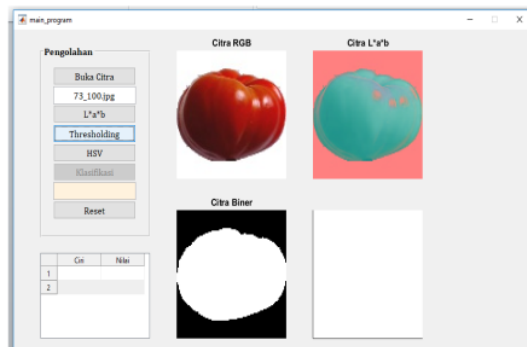 main_program
Pengolahan
Buka Citra
73_100.jpg
L*a*b
Thresholding
HSV
Klasifikasi
Reset
Citra RGB
Citra L*a*b
Citra Biner
Ciri Nilai
1
2